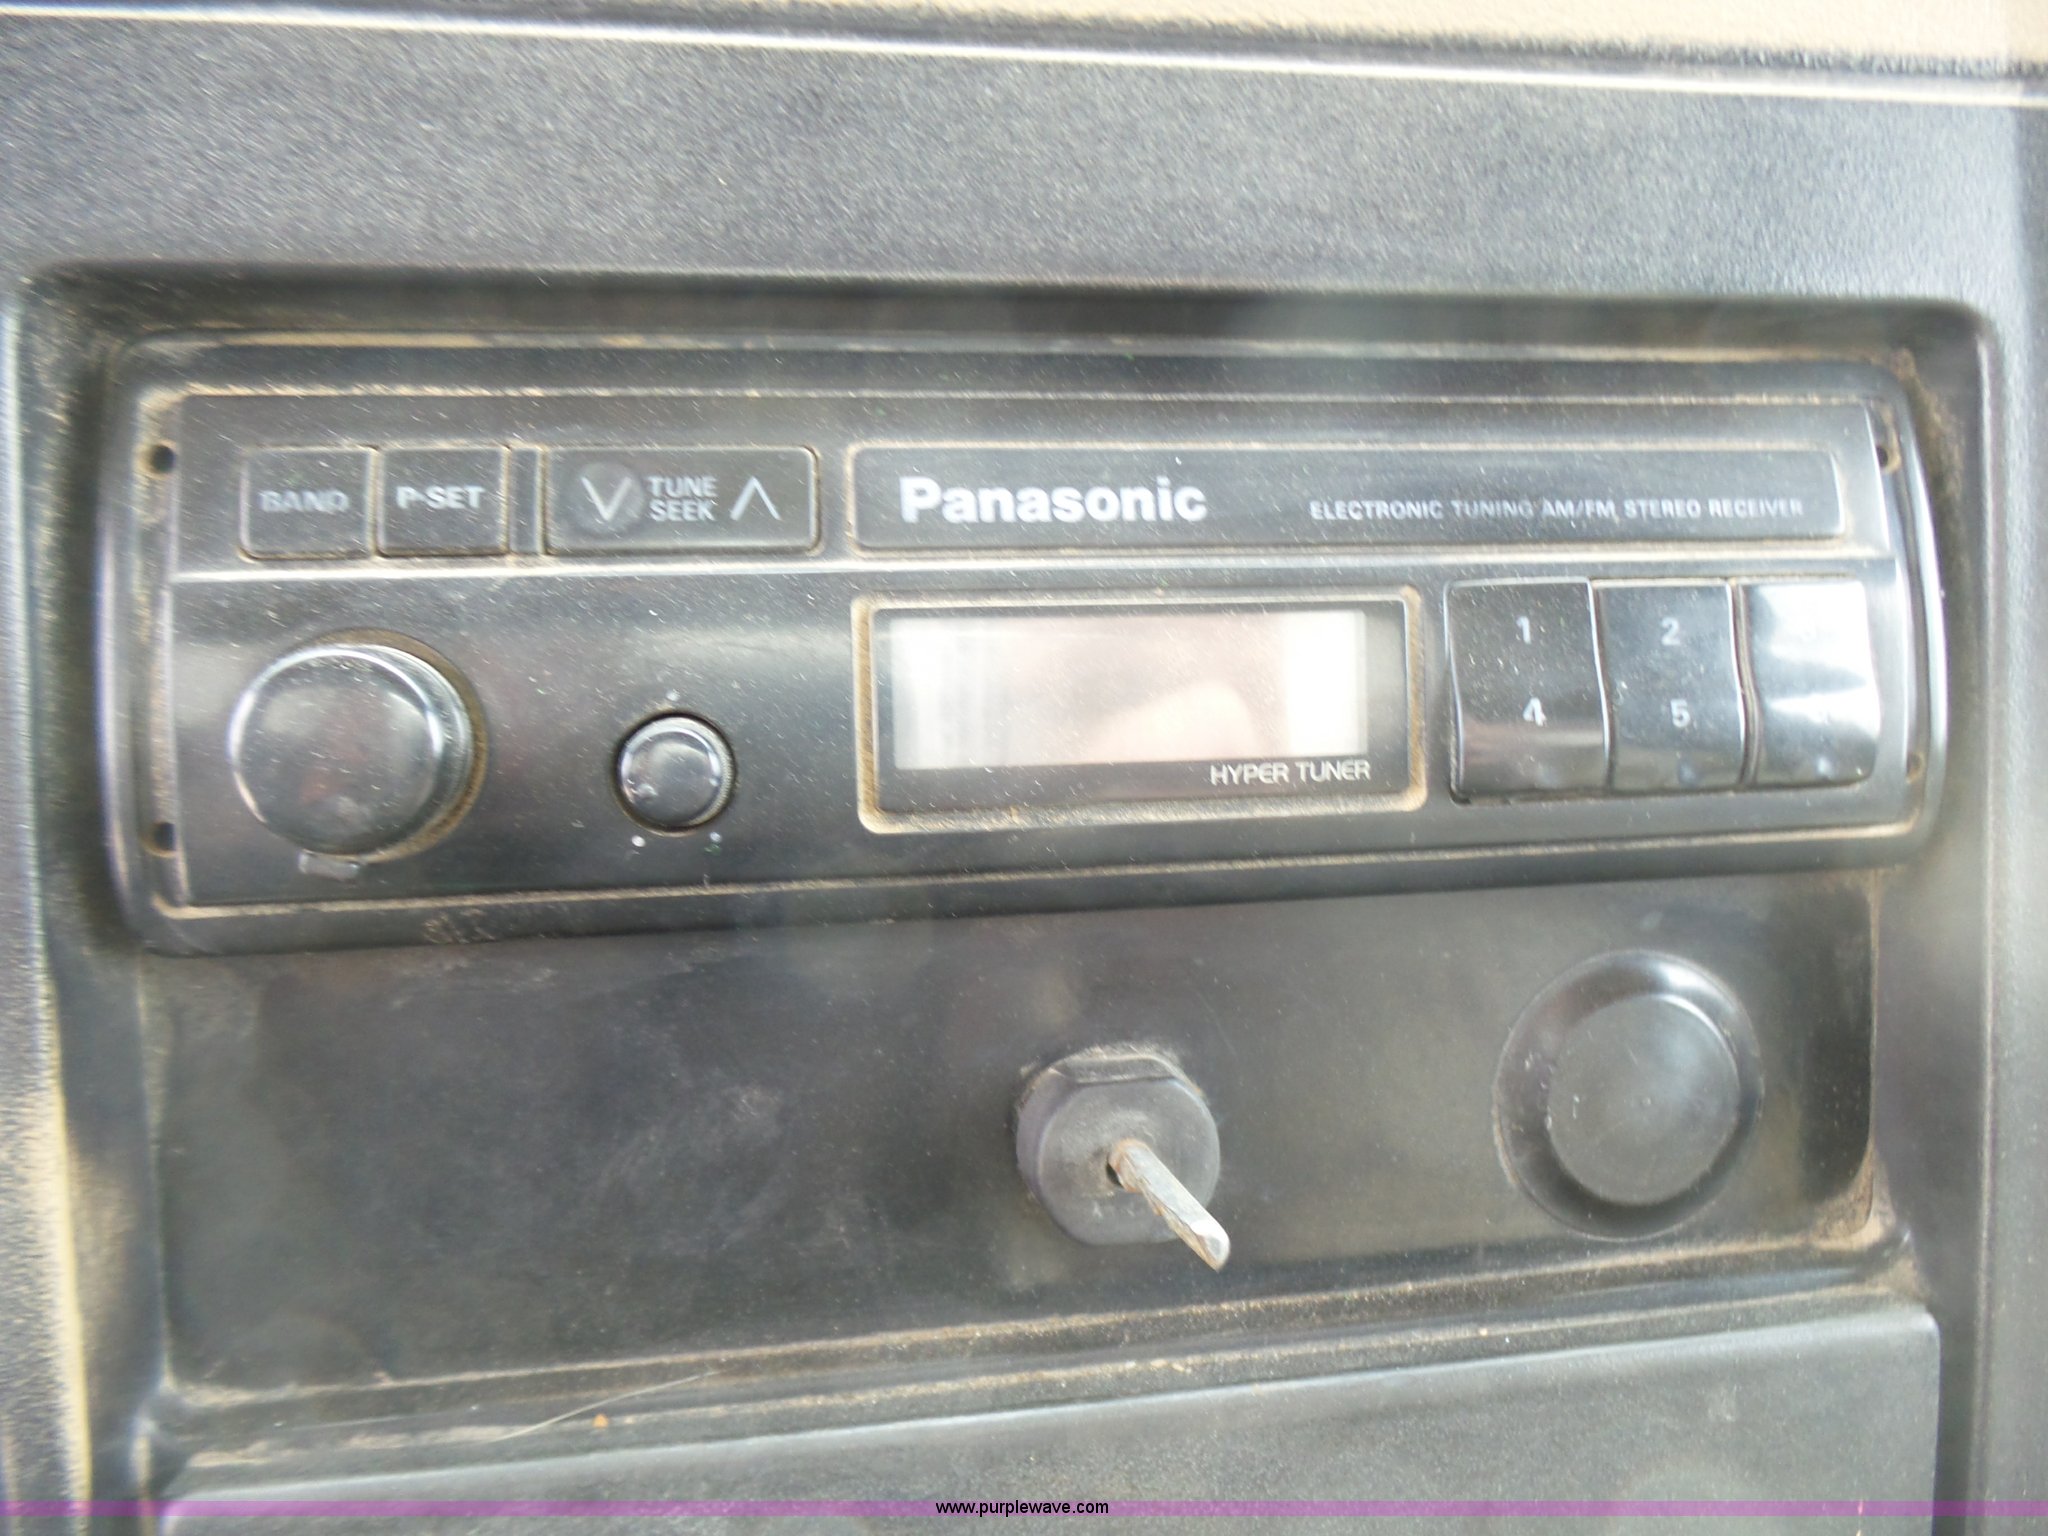 BAND
P-SET
TUNE
SEEK
Panasonic
ELECTRONIC TUNING AM/FM STEREO RECEIVER
1
2
4
5
HYPER TUNER
www.purplewave.com